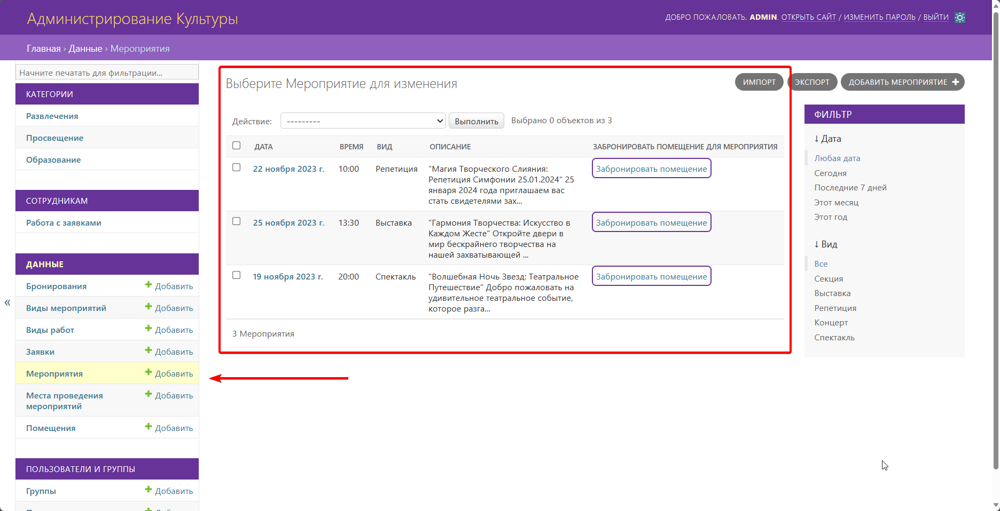 Администрирование Культуры
ДОБРО ПОЖАЛОВАТЬ, ADMIN. ОТКРЫТЬ САЙТ / ИЗМЕНИТЬ ПАРОЛЬ / ВЫЙТИ
Главная › Данные › Мероприятия
Начните печатать для фильтрации...
КАТЕГОРИИ
Развлечения
Просвещение
Образование
СОТРУДНИКАМ
Работа с заявками
ДАННЫЕ
Бронирования Добавить
Виды мероприятий Добавить
Виды работ Добавить
Заявки Добавить
Мероприятия Добавить
Места проведения Добавить
мероприятий
Помещения Добавить
ПОЛЬЗОВАТЕЛИ И ГРУППЫ
Группы Добавить
«
Выберите Мероприятие для изменения
ИМПОРТ ЭКСПОРТ ДОБАВИТЬ МЕРОПРИЯТИЕ +
Действие: --------- Выполнить Выбрано 0 объектов из 3
ДАТА ВРЕМЯ ВИД ОПИСАНИЕ ЗАБРОНИРОВАТЬ ПОМЕЩЕНИЕ ДЛЯ МЕРОПРИЯТИЯ
22 ноября 2023 г. 10:00 Репетиция "Магия Творческого Слияния: Забронировать помещение
Репетиция Симфонии 25.01.2024" 25
января 2024 года приглашаем вас
стать свидетелями зах...
25 ноября 2023 г. 13:30 Выставка "Гармония Творчества: Искусство в Забронировать помещение
Каждом Жесте" Откройте двери в
мир бескрайнего творчества на
нашей захватывающей ...
19 ноября 2023 г. 20:00 Спектакль "Волшебная Ночь Звезд: Театральное Забронировать помещение
Путешествие" Добро пожаловать на
удивительное театральное событие,
которое разга...
3 Мероприятия
ФИЛЬТР
↓ Дата
Любая дата
Сегодня
Последние 7 дней
Этот месяц
Этот год
↓ Вид
Все
Секция
Выставка
Репетиция
Концерт
Спектакль